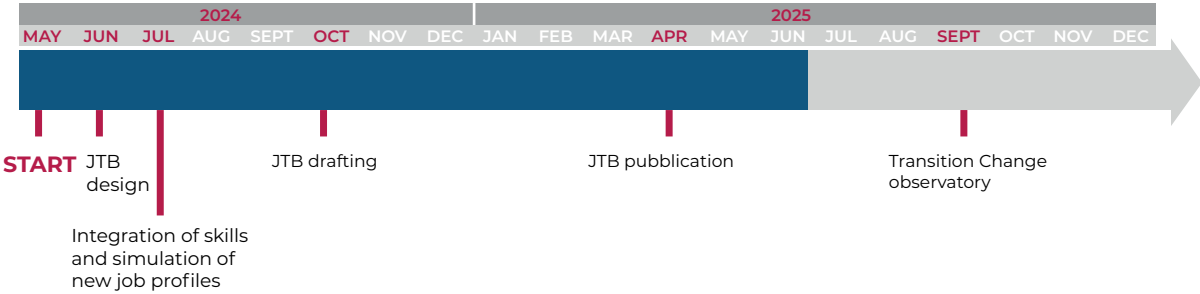 2024 2025
MAY JUN JUL AUG SEPT OCT NOV DEC JAN FEB MAR APR MAY JUN JUL AUG SEPT OCT NOV DEC
START
JTB
design
JTB drafting
JTB pubblication
Transition Change
observatory
Integration of skills
and simulation of
new job profiles